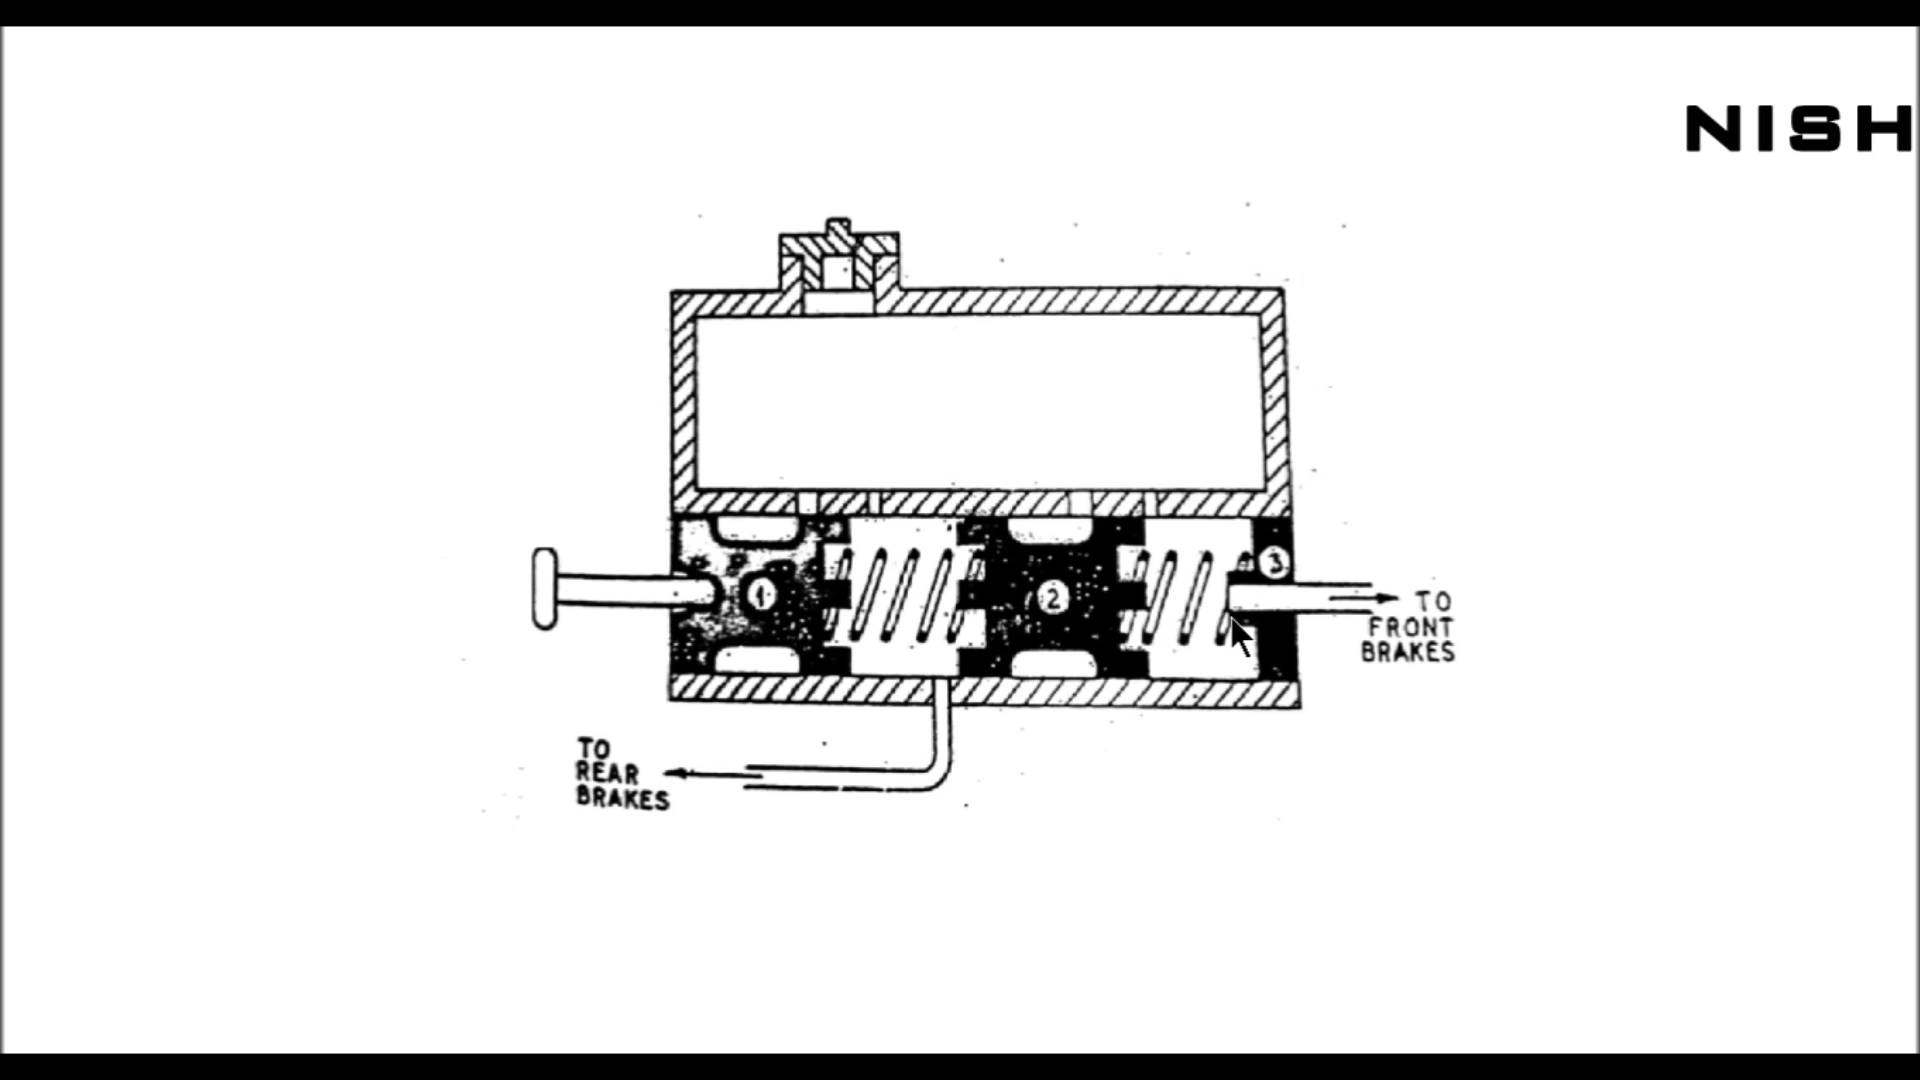 NISH
1
2
3
TO
FRONT
BRAKES
TO
REAR
BRAKES